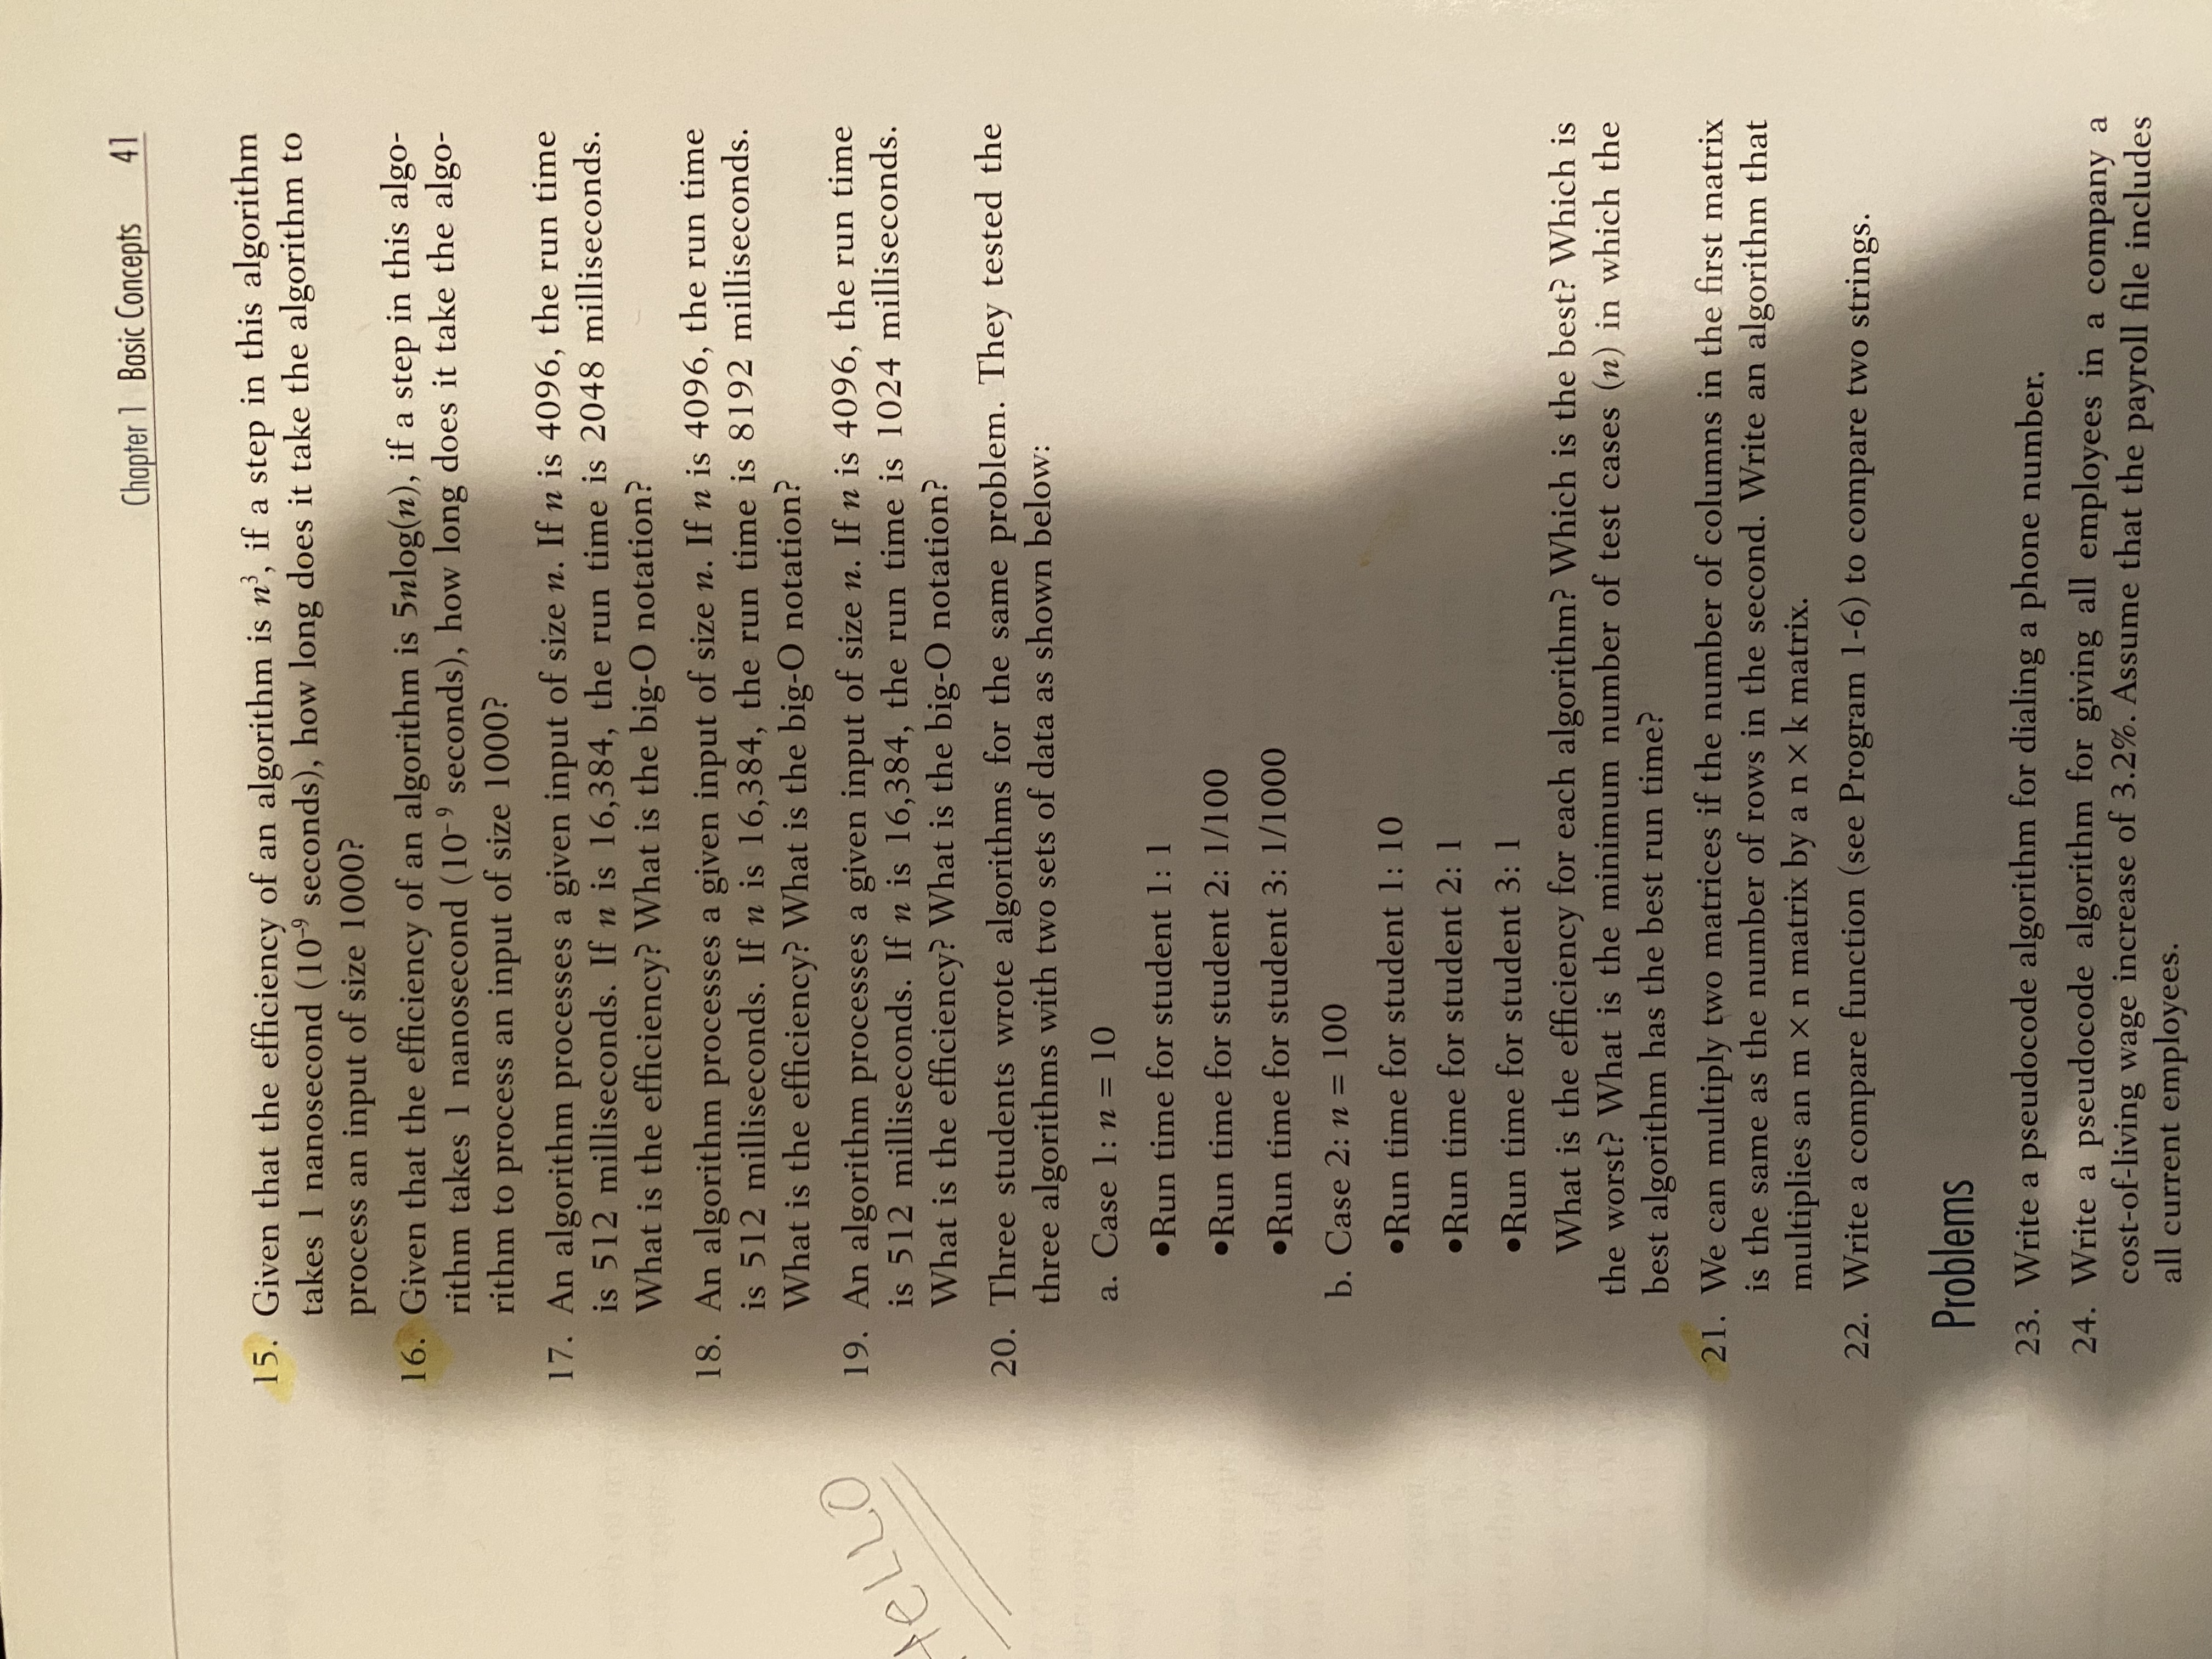 Chapter 1 Basic Concepts 41
15. Given that the efficiency of an algorithm is n³, if a step in this algorithm
takes 1 nanosecond (10⁻⁹ seconds), how long does it take the algorithm to
process an input of size 1000?
16. Given that the efficiency of an algorithm is 5nlog(n), if a step in this algo-
rithm takes 1 nanosecond (10⁻⁹ seconds), how long does it take the algo-
rithm to process an input of size 1000?
17. An algorithm processes a given input of size n. If n is 4096, the run time
is 512 milliseconds. If n is 16,384, the run time is 2048 milliseconds.
What is the efficiency? What is the big-O notation?
18. An algorithm processes a given input of size n. If n is 4096, the run time
is 512 milliseconds. If n is 16,384, the run time is 8192 milliseconds.
What is the efficiency? What is the big-O notation?
HELLO
19. An algorithm processes a given input of size n. If n is 4096, the run time
is 512 milliseconds. If n is 16,384, the run time is 1024 milliseconds.
What is the efficiency? What is the big-O notation?
20. Three students wrote algorithms for the same problem. They tested the
three algorithms with two sets of data as shown below:
a. Case 1: n = 10
•Run time for student 1: 1
•Run time for student 2: 1/100
•Run time for student 3: 1/1000
b. Case 2: n = 100
•Run time for student 1: 10
•Run time for student 2: 1
•Run time for student 3: 1
What is the efficiency for each algorithm? Which is the best? Which is
the worst? What is the minimum number of test cases (n) in which the
best algorithm has the best run time?
21. We can multiply two matrices if the number of columns in the first matrix
is the same as the number of rows in the second. Write an algorithm that
multiplies an m × n matrix by a n × k matrix.
22. Write a compare function (see Program 1-6) to compare two strings.
Problems
23. Write a pseudocode algorithm for dialing a phone number.
24. Write a pseudocode algorithm for giving all employees in a company a
cost-of-living wage increase of 3.2%. Assume that the payroll file includes
all current employees.